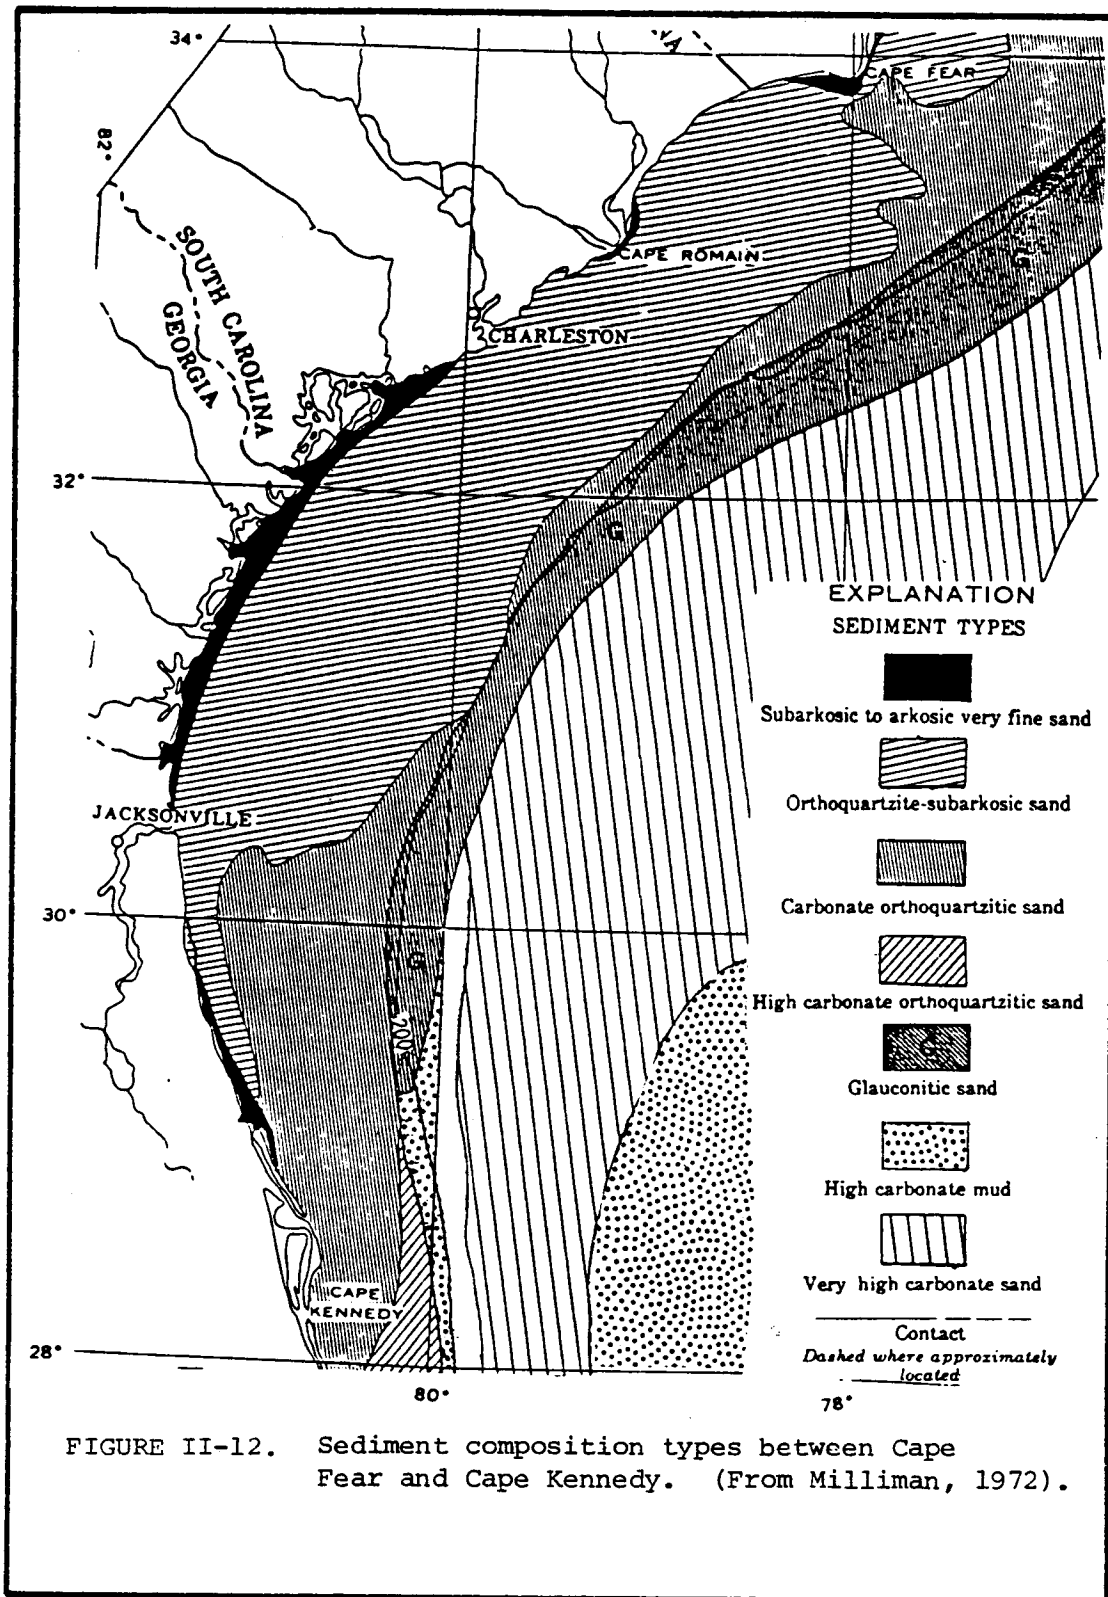 34°
CAPE FEAR
82°
SOUTH CAROLINA
GEORGIA
CAPE ROMAIN
CHARLESTON
32°
G
JACKSONVILLE
30°
G
200
CAPE
KENNEDY
28°
80°
78°
EXPLANATION
SEDIMENT TYPES
Subarkosic to arkosic very fine sand
Orthoquartzite-subarkosic sand
Carbonate orthoquartzitic sand
High carbonate orthoquartzitic sand
G
Glauconitic sand
High carbonate mud
Very high carbonate sand
Contact
Dashed where approximately
located
FIGURE II-12. Sediment composition types between Cape
Fear and Cape Kennedy. (From Milliman, 1972).